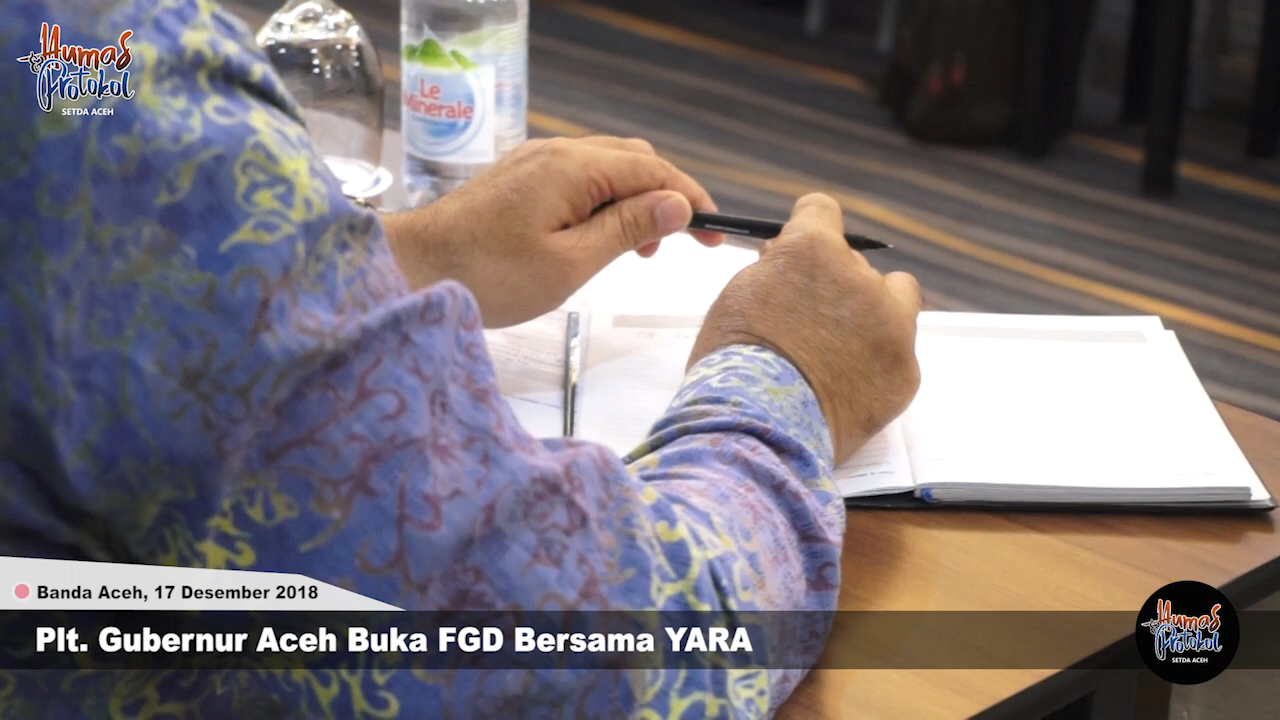 Humas
Protokol
SETDA ACEH
Le
Minerale
Banda Aceh, 17 Desember 2018
Plt. Gubernur Aceh Buka FGD Bersama YARA
Humas
Protokol
SETDA ACEH